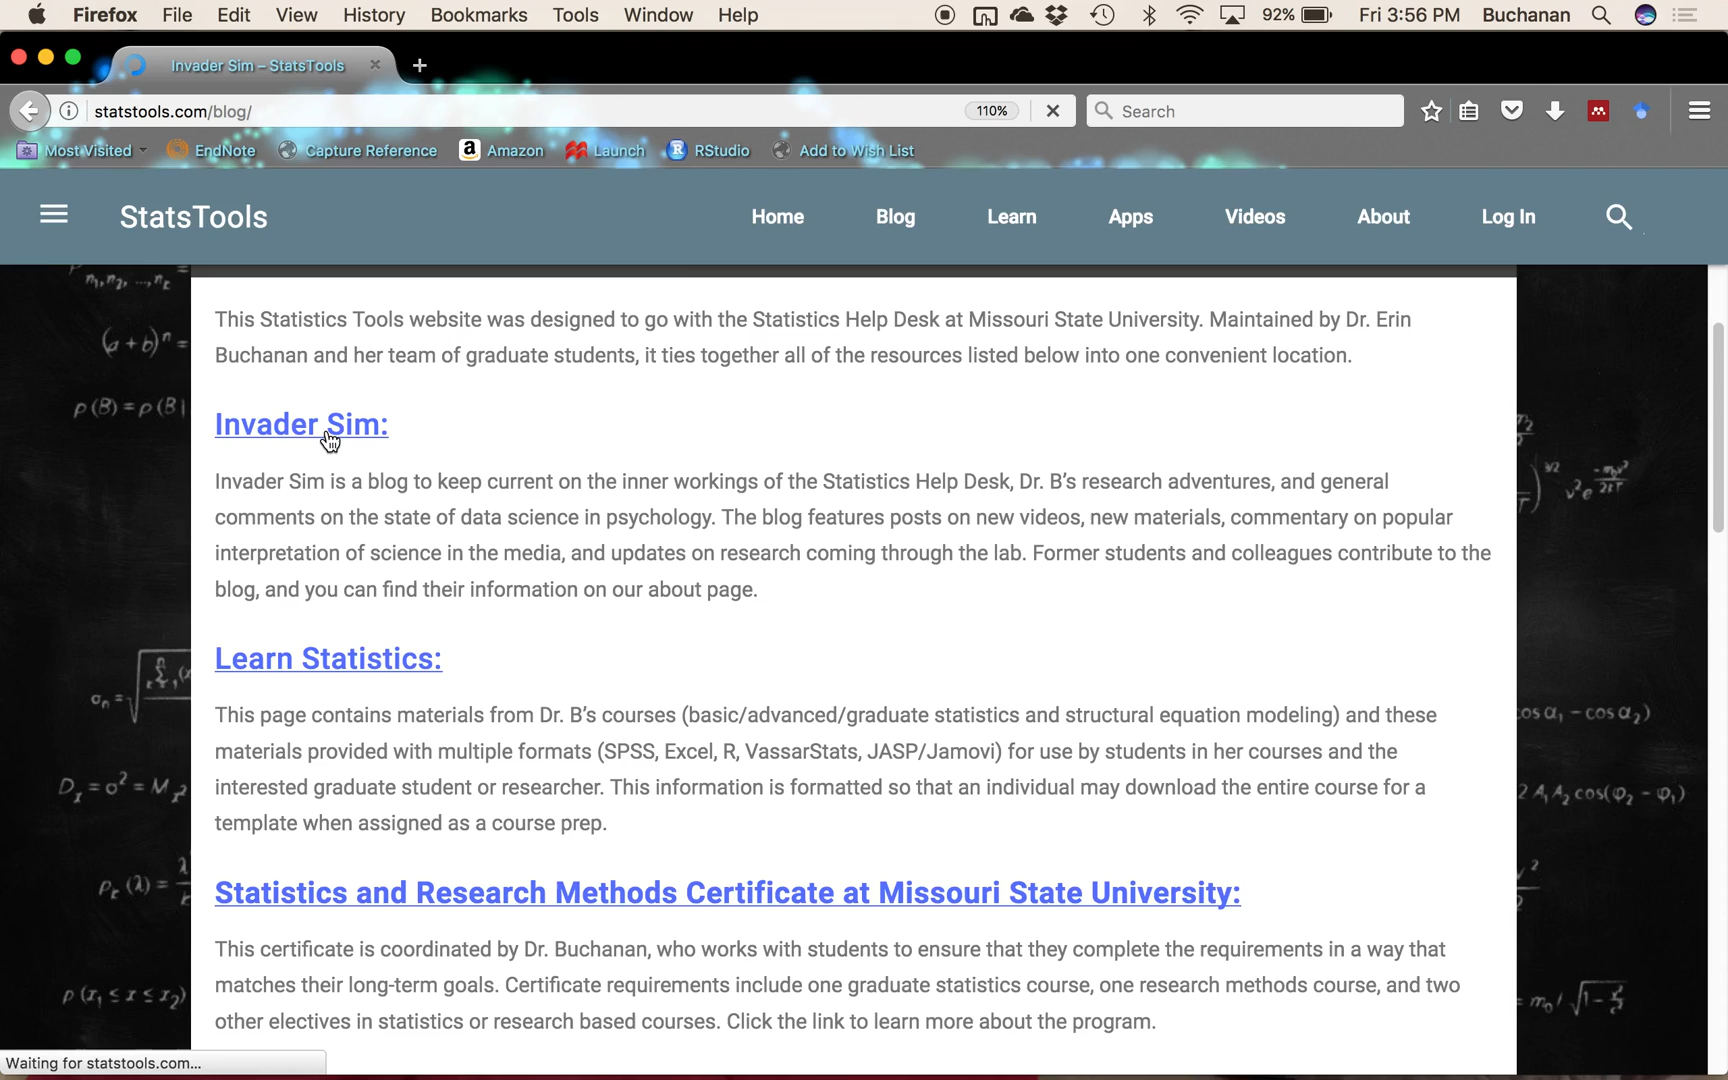 Firefox File Edit View History Bookmarks Tools Window Help 92% Fri 3:56 PM Buchanan
Invader Sim – StatsTools
statstools.com/blog/ 110% Search
Most Visited EndNote Capture Reference Amazon Launch RStudio Add to Wish List
StatsTools Home Blog Learn Apps Videos About Log In
This Statistics Tools website was designed to go with the Statistics Help Desk at Missouri State University. Maintained by Dr. Erin
Buchanan and her team of graduate students, it ties together all of the resources listed below into one convenient location.
Invader Sim:
Invader Sim is a blog to keep current on the inner workings of the Statistics Help Desk, Dr. B’s research adventures, and general
comments on the state of data science in psychology. The blog features posts on new videos, new materials, commentary on popular
interpretation of science in the media, and updates on research coming through the lab. Former students and colleagues contribute to the
blog, and you can find their information on our about page.
Learn Statistics:
This page contains materials from Dr. B’s courses (basic/advanced/graduate statistics and structural equation modeling) and these
materials provided with multiple formats (SPSS, Excel, R, VassarStats, JASP/Jamovi) for use by students in her courses and the
interested graduate student or researcher. This information is formatted so that an individual may download the entire course for a
template when assigned as a course prep.
Statistics and Research Methods Certificate at Missouri State University:
This certificate is coordinated by Dr. Buchanan, who works with students to ensure that they complete the requirements in a way that
matches their long-term goals. Certificate requirements include one graduate statistics course, one research methods course, and two
other electives in statistics or research based courses. Click the link to learn more about the program.
Waiting for statstools.com...